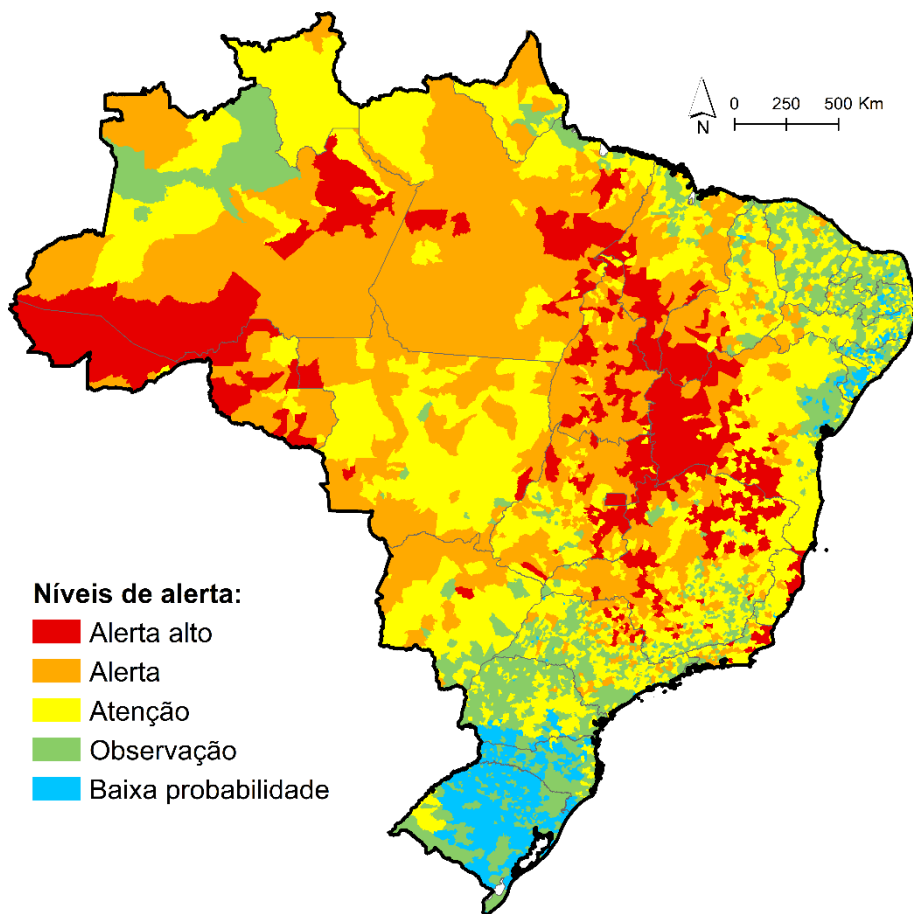 0 250 500 Km
N
Níveis de alerta:
Alerta alto
Alerta
Atenção
Observação
Baixa probabilidade